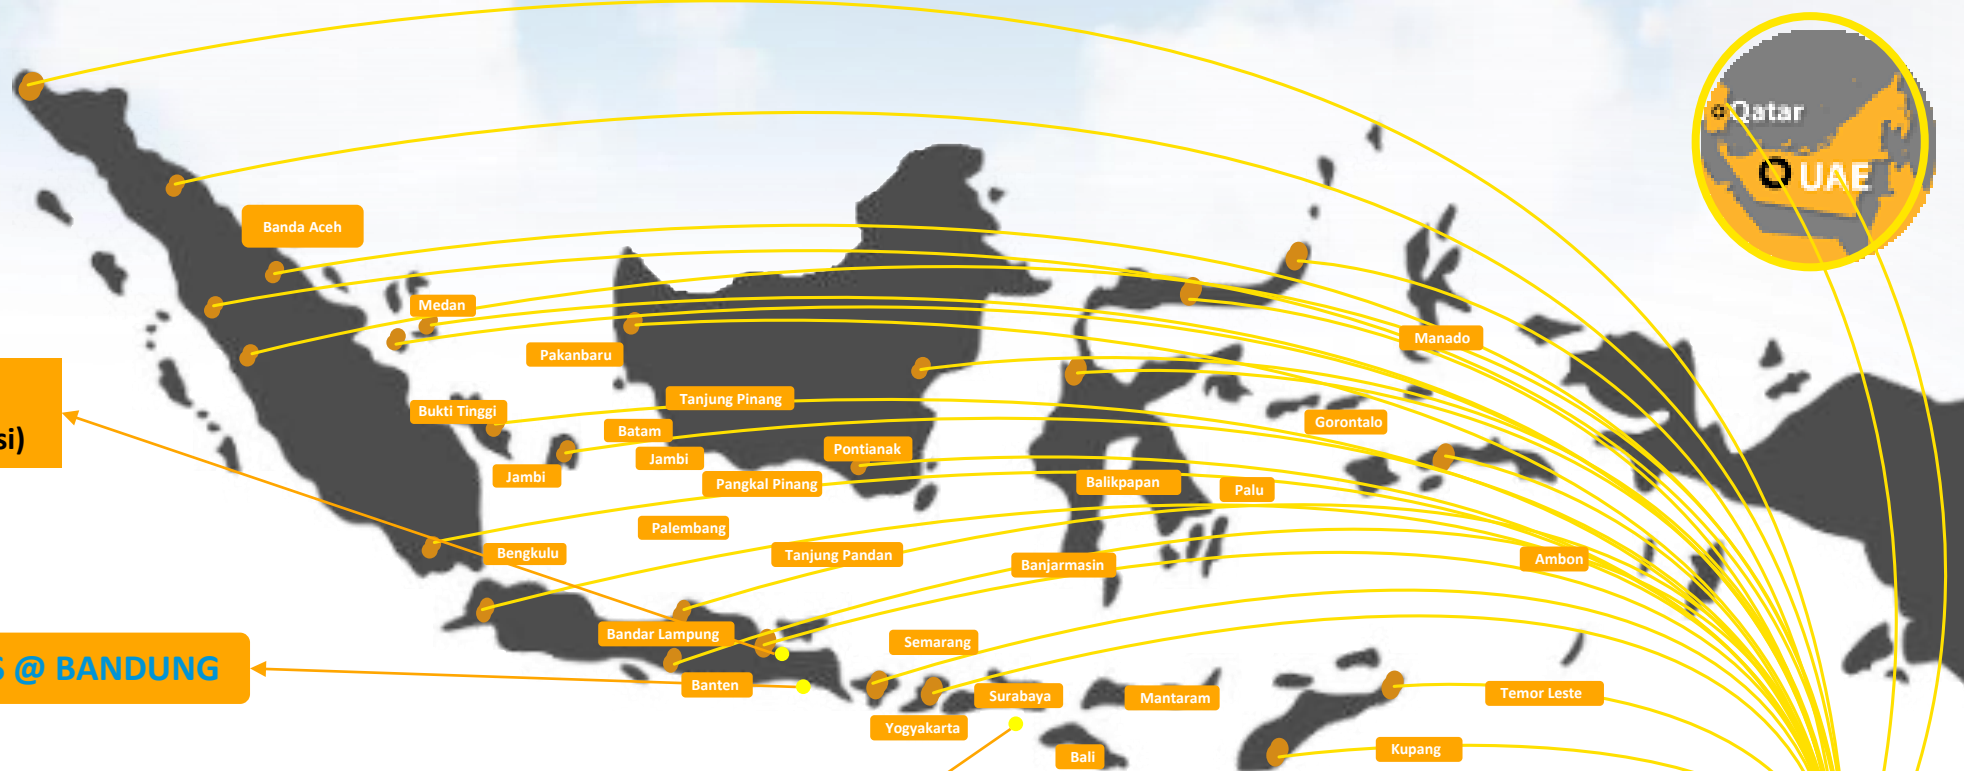 Qatar
UAE
Banda Aceh
Medan
Manado
Pakanbaru
Tanjung Pinang
Bukti Tinggi
Gorontalo
Batam
si)
Pontianak
Jambi
Jambi
Pangkal Pinang
Balikpapan
Palu
Palembang
Bengkulu
Tanjung Pandan
Banjarmasin
Ambon
Bandar Lampung
Semarang
@ BANDUNG
Banten
Surabaya
Mantaram
Temor Leste
Yogyakarta
Bali
Kupang